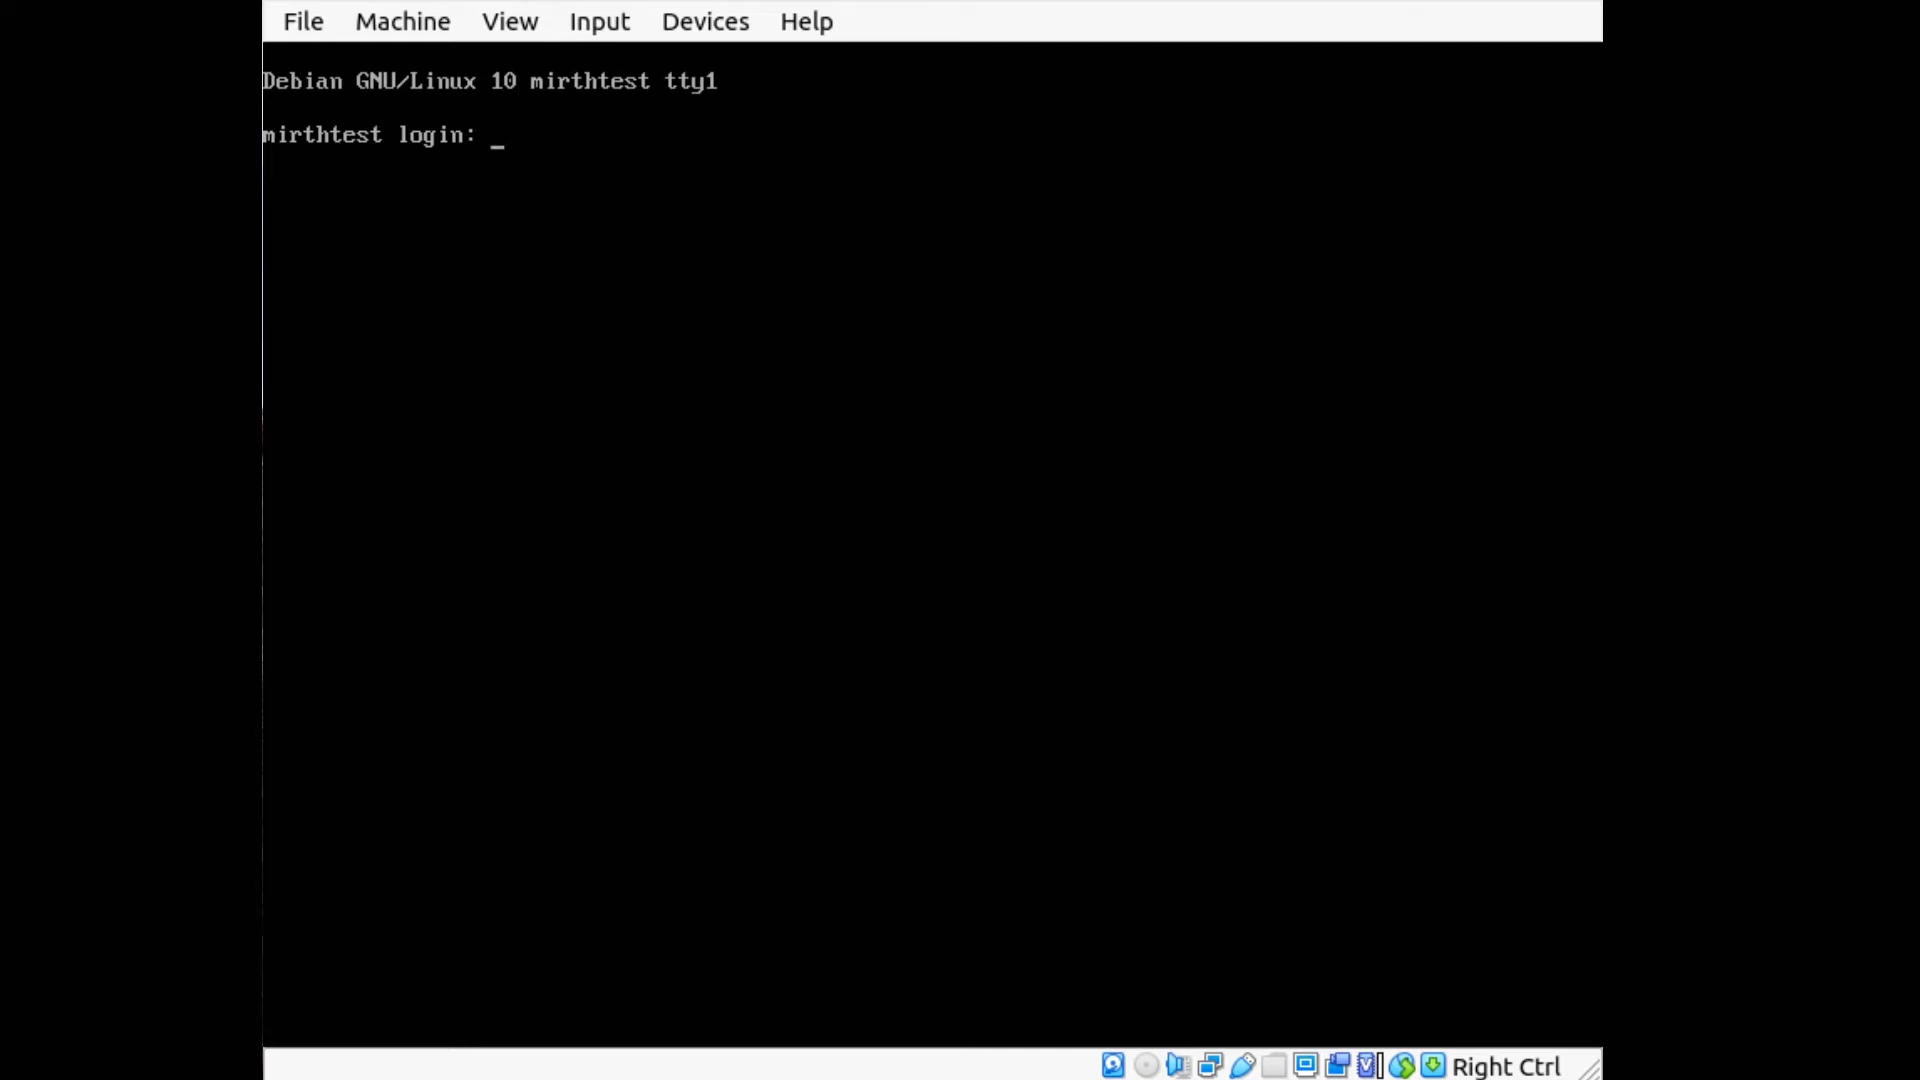 File Machine View Input Devices Help
Debian GNU/Linux 10 mirthtest tty1
mirthtest login: _
Right Ctrl